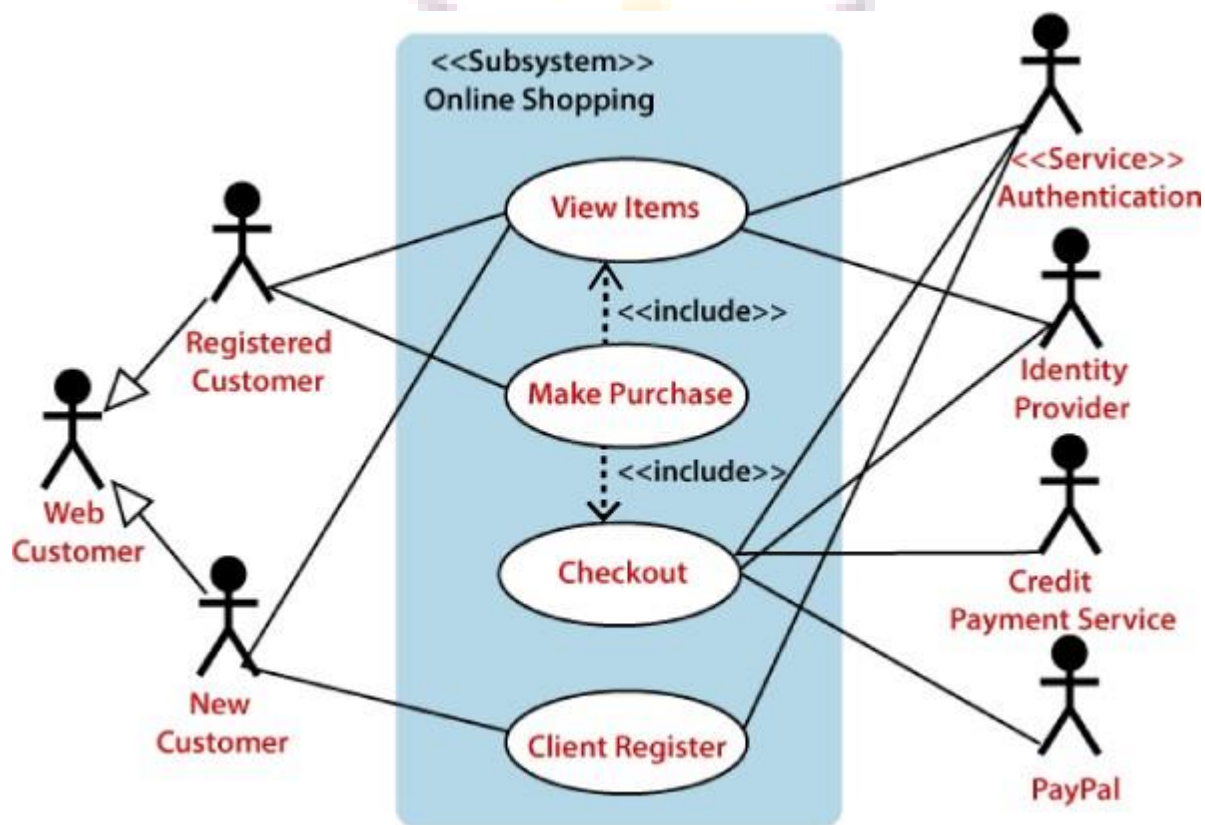 <<Subsystem>>
Online Shopping
<<Service>>
Authentication
View Items
Registered
Customer
<<include>>
Identity
Provider
Make Purchase
<<include>>
Web
Customer
Checkout
Credit
Payment Service
New
Customer
Client Register
PayPal